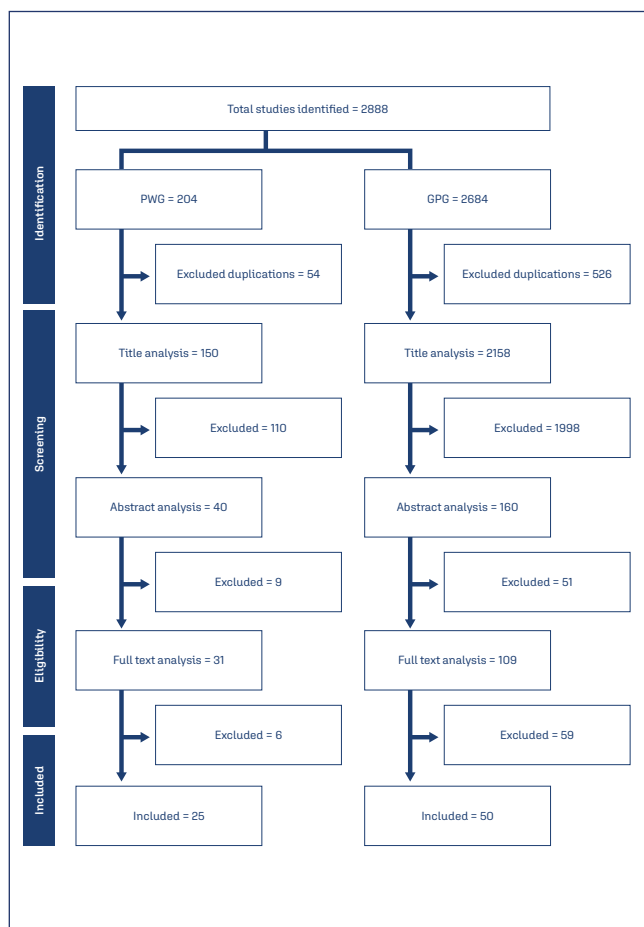 Identification
Total studies identified = 2888
PWG = 204
GPG = 2684
Excluded duplications = 54
Excluded duplications = 526
Screening
Title analysis = 150
Title analysis = 2158
Excluded = 110
Excluded = 1998
Abstract analysis = 40
Abstract analysis = 160
Excluded = 9
Excluded = 51
Eligibility
Full text analysis = 31
Full text analysis = 109
Excluded = 6
Excluded = 59
Included
Included = 25
Included = 50